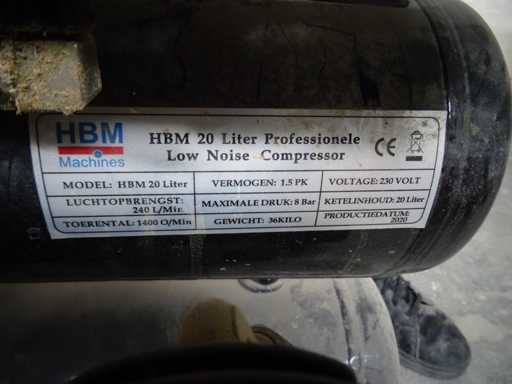 HBM
Machines
HBM 20 Liter Professionele
Low Noise Compressor
CE
MODEL: HBM 20 Liter
VERMOGEN: 1.5 PK
VOLTAGE: 230 VOLT
LUCHTOPBRENGST:
240 L/Min.
MAXIMALE DRUK: 8 Bar
KETELINHOUD: 20 Liter
TOERENTAL: 1400 O/Min
GEWICHT: 36KILO
PRODUCTIEDATUM:
2020